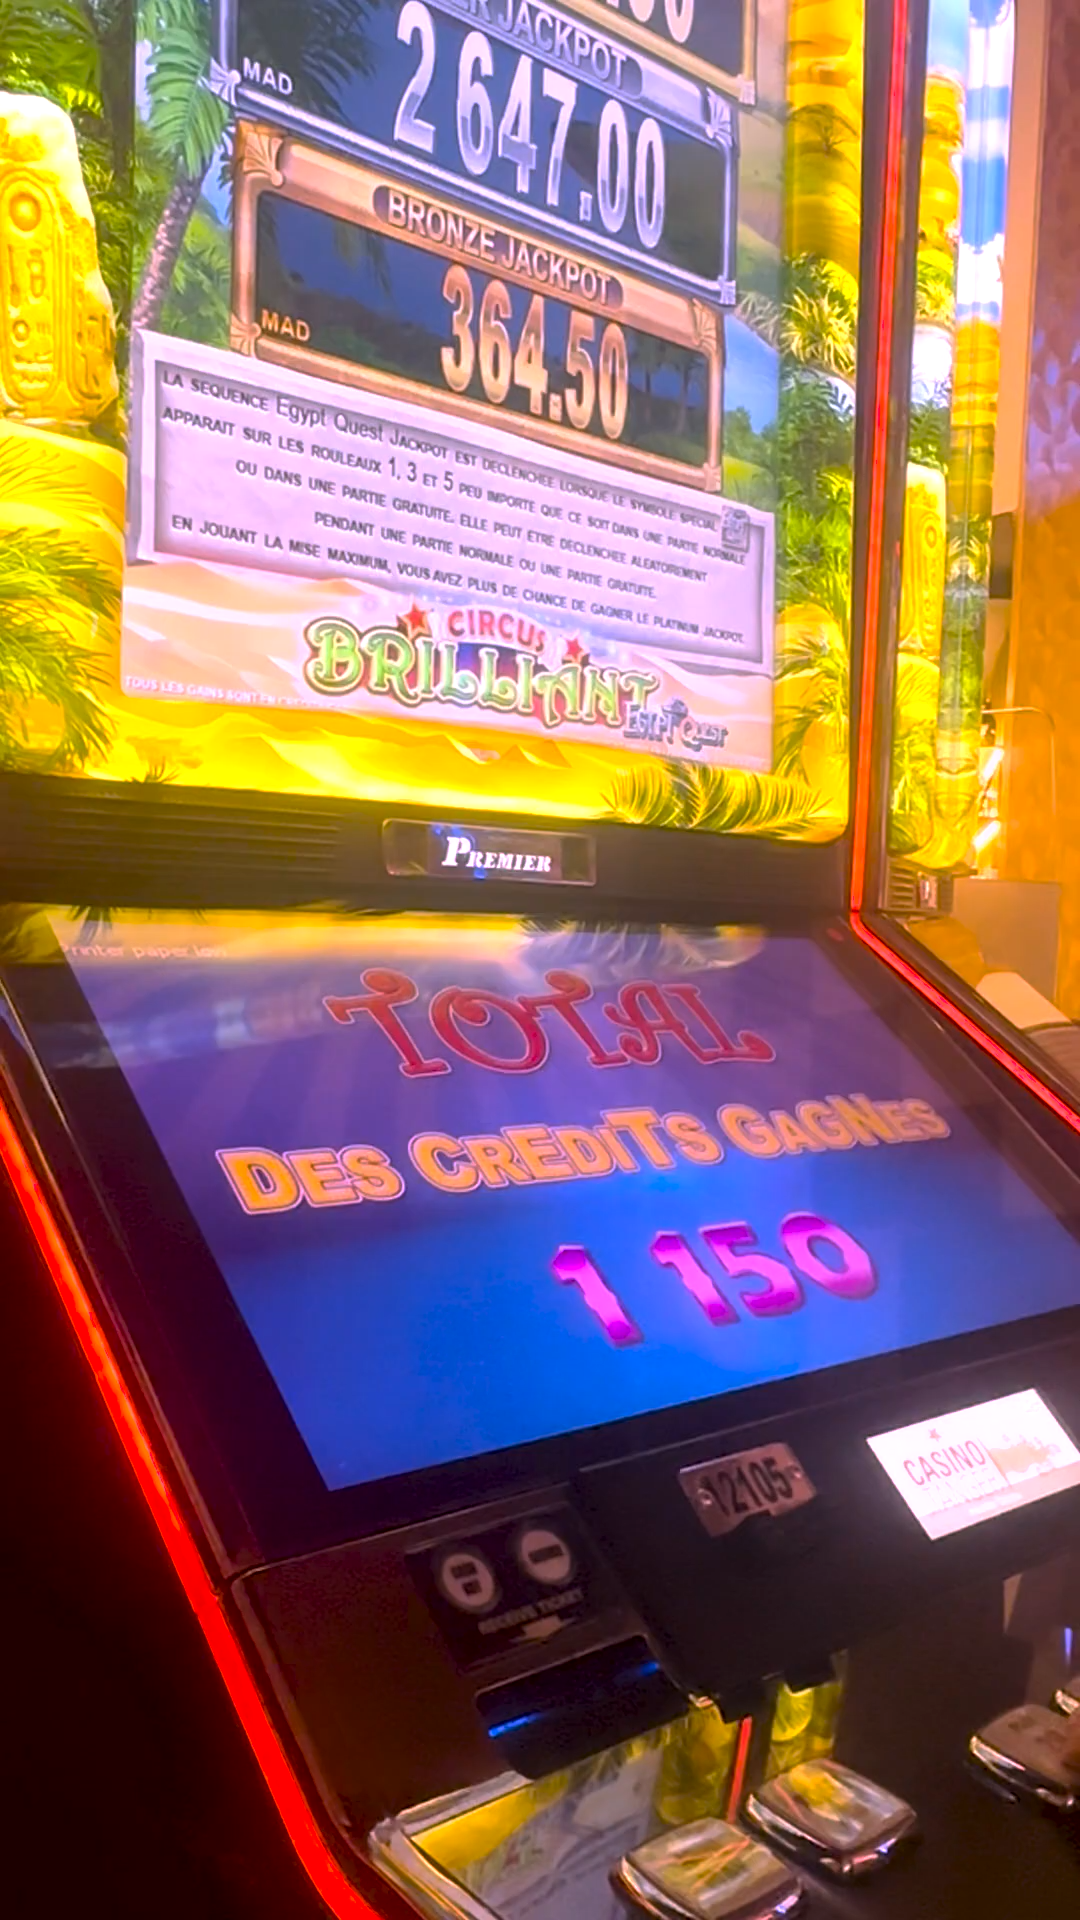 JACKPOT
MAD
2 647.00
BRONZE JACKPOT
MAD
364.50
LA SEQUENCE Egypt Quest JACKPOT EST DECLENCHEE LORSQUE LE SYMBOLE SPECIAL
APPARAIT SUR LES ROULEAUX 1, 3 ET 5 PEU IMPORTE QUE CE SOIT DANS UNE PARTIE NORMALE
OU DANS UNE PARTIE GRATUITE. ELLE PEUT ETRE DECLENCHEE ALEATOIREMENT
PENDANT UNE PARTIE NORMALE OU UNE PARTIE GRATUITE.
EN JOUANT LA MISE MAXIMUM, VOUS AVEZ PLUS DE CHANCE DE GAGNER LE PLATINUM JACKPOT.
CIRCUS
BRILLIANT
EGYPT QUEST
TOUS LES GAINS SONT EN
PREMIER
Printer paper low
TOTAL
DES CREDITS GAGNES
1 150
CASINO
12105
RECEIVE TICKET